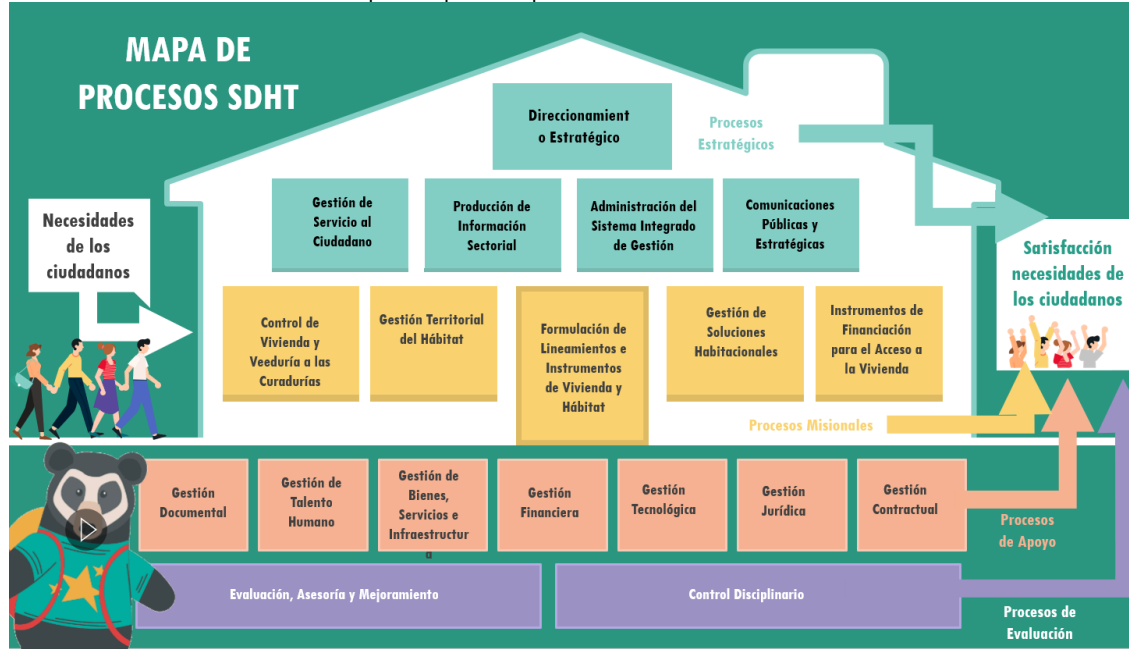 MAPA DE
PROCESOS SDHT
Direccionamient
o Estratégico
Procesos
Estratégicos
Gestión de
Servicio al
Ciudadano
Producción de
Información
Sectorial
Administración del
Sistema Integrado
de Gestión
Comunicaciones
Públicas y
Estratégicas
Necesidades
de los
ciudadanos
Satisfacción
necesidades de
los ciudadanos
Control de
Vivienda y
Veeduría a las
Curadurías
Gestión Territorial
del Hábitat
Formulación de
Lineamientos e
Instrumentos
de Vivienda y
Hábitat
Gestión de
Soluciones
Habitacionales
Instrumentos de
Financiación
para el Acceso a
la Vivienda
Procesos Misionales
Gestión
Documental
Gestión de
Talento
Humano
Gestión de
Bienes,
Servicios e
Infraestructur
a
Gestión
Financiera
Gestión
Tecnológica
Gestión
Jurídica
Gestión
Contractual
Procesos
de Apoyo
Evaluación, Asesoría y Mejoramiento
Control Disciplinario
Procesos de
Evaluación